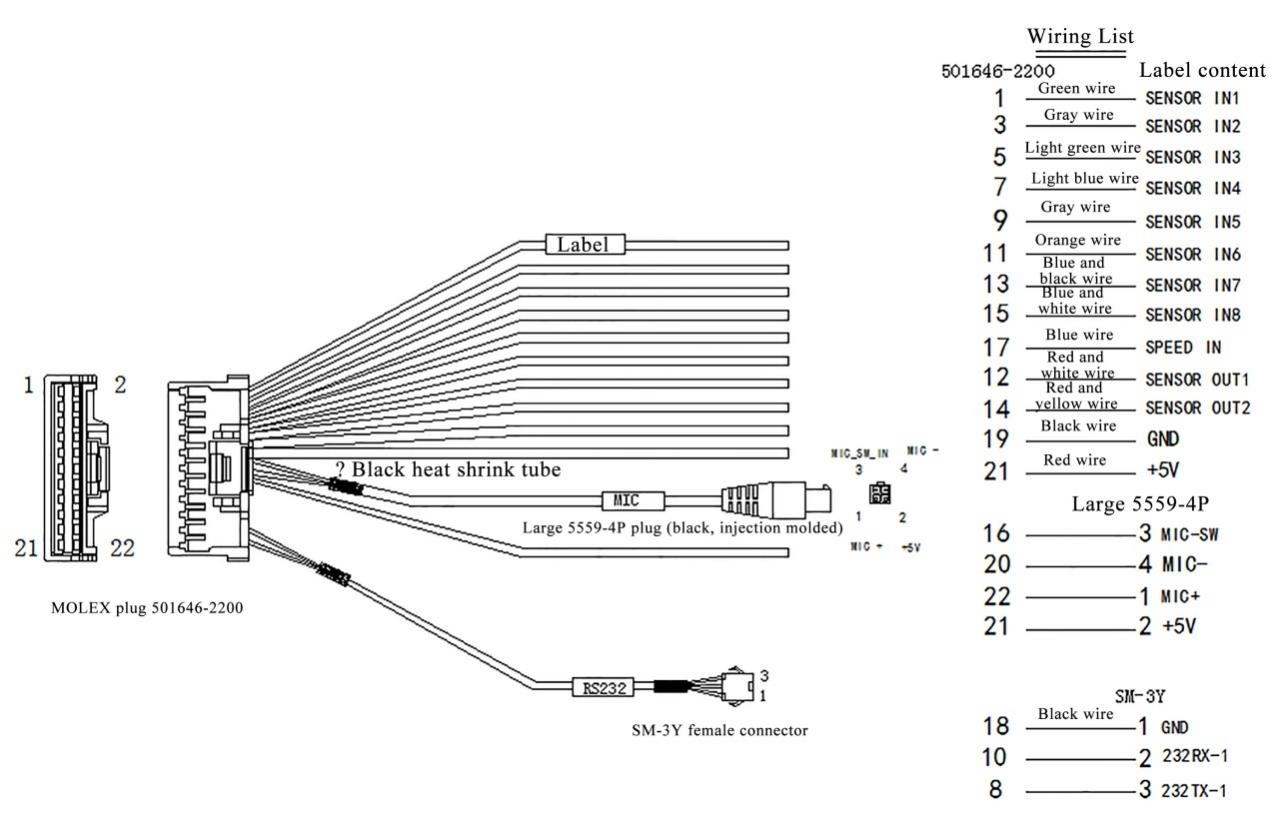 Wiring List
501646-2200 Label content
1 Green wire SENSOR IN1
3 Gray wire SENSOR IN2
5 Light green wire SENSOR IN3
7 Light blue wire SENSOR IN4
9 Gray wire SENSOR IN5
11 Orange wire SENSOR IN6
Blue and
13 black wire SENSOR IN7
Blue and
15 white wire SENSOR IN8
17 Blue wire SPEED IN
Red and
12 white wire SENSOR OUT1
Red and
14 yellow wire SENSOR OUT2
19 Black wire GND
21 Red wire +5V
Large 5559-4P
16 3 MIC-SW
20 4 MIC-
22 1 MIC+
21 2 +5V
SM-3Y
18 Black wire 1 GND
10 2 232RX-1
8 3 232TX-1
Label
1 2
21 22
MOLEX plug 501646-2200
? Black heat shrink tube
MIC
Large 5559-4P plug (black, injection molded)
MIC_SW_IN MIC -
3 4
1 2
MIC + +5V
RS232
3
1
SM-3Y female connector